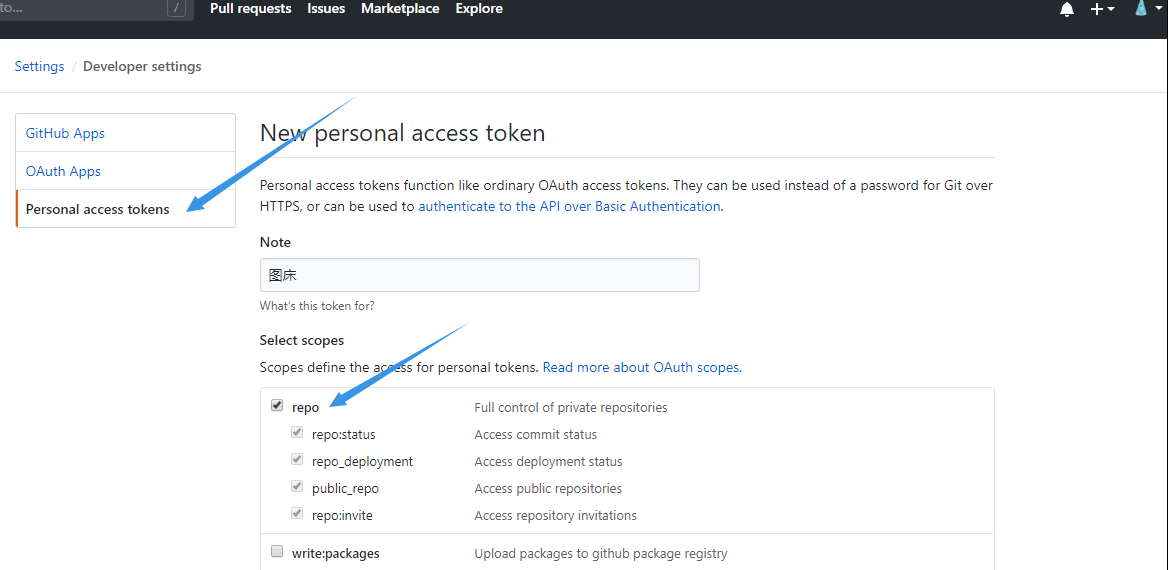 to... / Pull requests Issues Marketplace Explore
Settings / Developer settings
GitHub Apps
OAuth Apps
Personal access tokens
New personal access token
Personal access tokens function like ordinary OAuth access tokens. They can be used instead of a password for Git over
HTTPS, or can be used to authenticate to the API over Basic Authentication.
Note
图床
What's this token for?
Select scopes
Scopes define the access for personal tokens. Read more about OAuth scopes.
repo Full control of private repositories
repo:status Access commit status
repo_deployment Access deployment status
public_repo Access public repositories
repo:invite Access repository invitations
write:packages Upload packages to github package registry